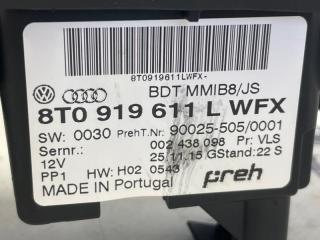 8T0919611LWFX-
BDT MMIB8/JS
8T0 919 611 L WFX
SW: 0030 PrehT.Nr: 90025-505/0001
Sernr.: 002 438 098 Pr: VLS
12V 25.11.15 GStand: 22 S
PP1 HW: H02 0543
MADE IN Portugal preh